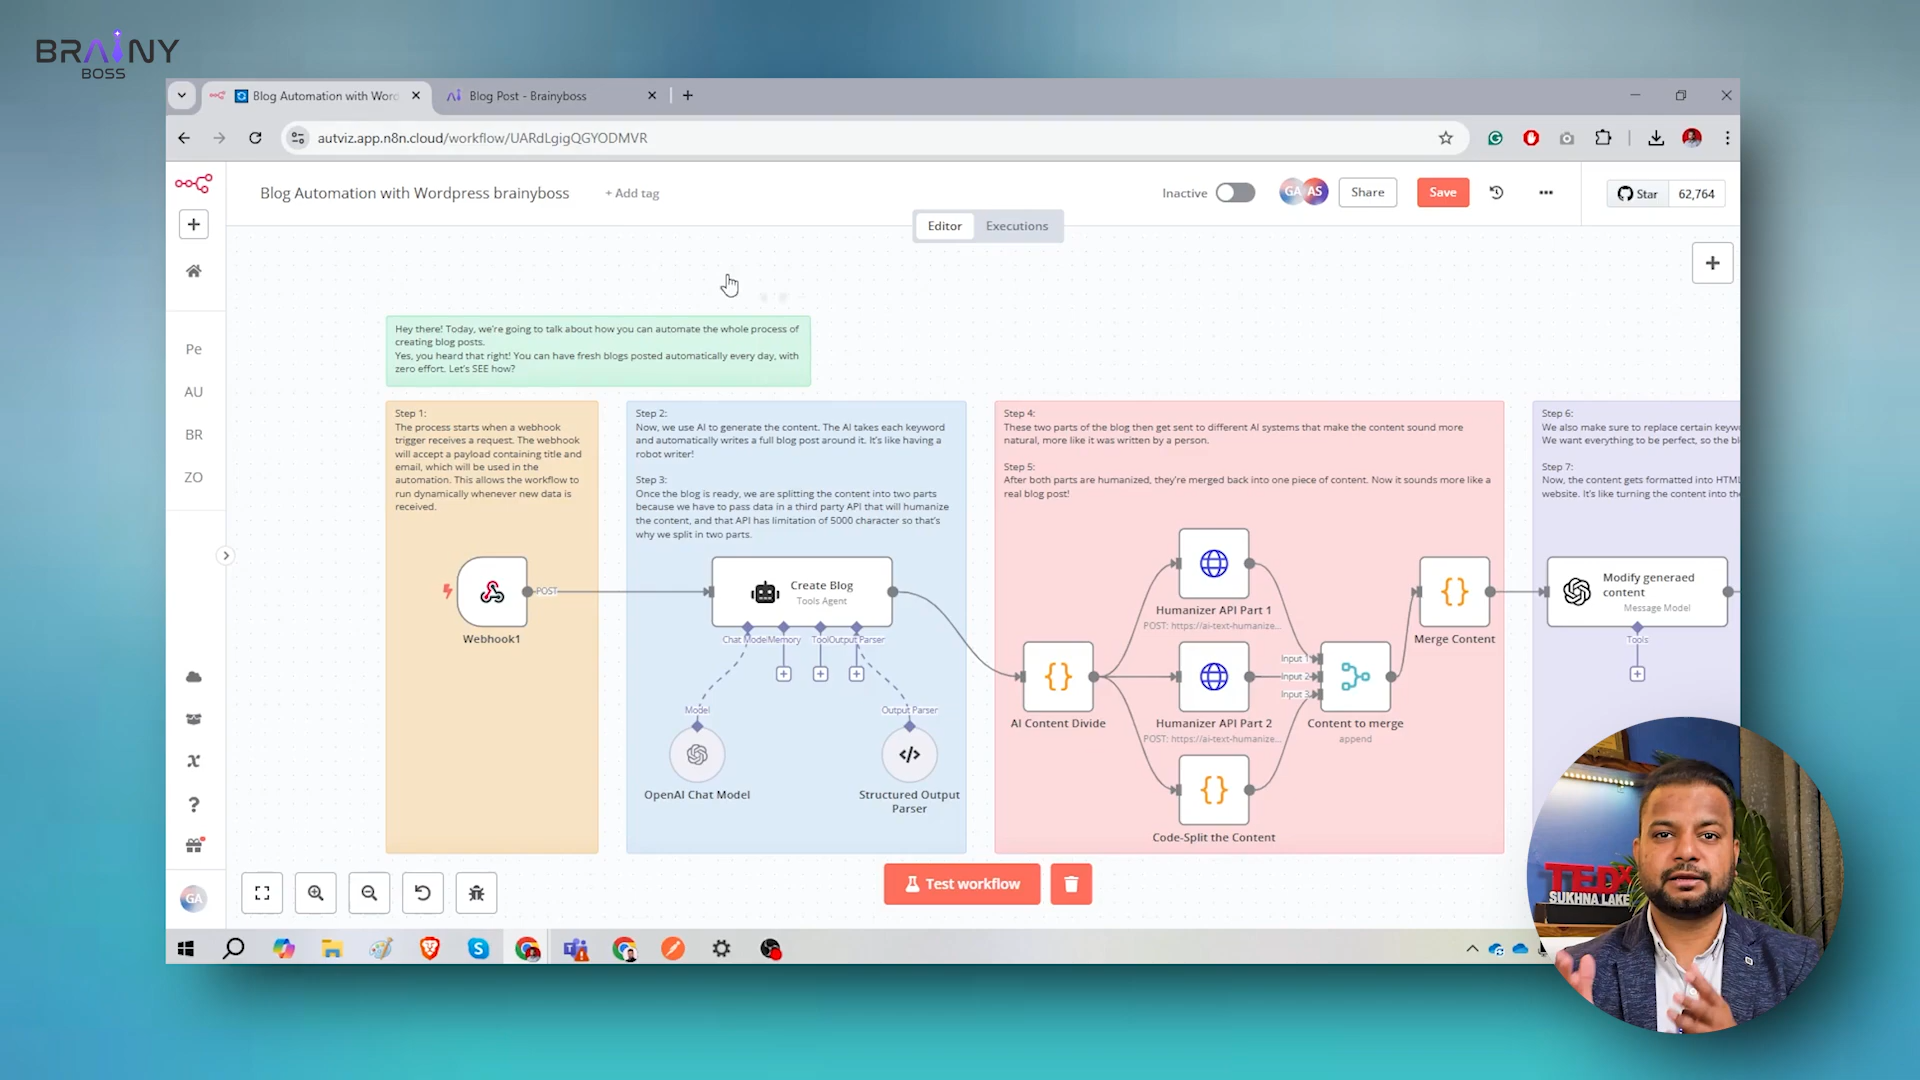 BRAINY
BOSS
Blog Automation with Word
Blog Post - Brainyboss
autviz.app.n8n.cloud/workflow/UARdLgigQGYODMVR
Blog Automation with Wordpress brainyboss
+ Add tag
Inactive
GA AS
Share
Save
Star 62,764
Editor Executions
Pe
AU
BR
ZO
GA
Hey there! Today, we're going to talk about how you can automate the whole process of
creating blog posts.
Yes, you heard that right! You can have fresh blogs posted automatically every day, with
zero effort. Let's SEE how?
Step 1:
The process starts when a webhook
trigger receives a request. The webhook
will accept a payload containing title and
email, which will be used in the
automation. This allows the workflow to
run dynamically whenever new data is
received.
POST
Webhook1
Step 2:
Now, we use AI to generate the content. The AI takes each keyword
and automatically writes a full blog post around it. It's like having a
robot writer!
Step 3:
Once the blog is ready, we are splitting the content into two parts
because we have to pass data in a third party API that will humanize
the content, and that API has limitation of 5000 character so that's
why we split in two parts.
Create Blog
Tools Agent
Chat Model
Memory
Tool
Output Parser
Model
Output Parser
OpenAI Chat Model
Structured Output
Parser
Step 4:
These two parts of the blog then get sent to different AI systems that make the content sound more
natural, more like it was written by a person.
Step 5:
After both parts are humanized, they're merged back into one piece of content. Now it sounds more like a
real blog post!
AI Content Divide
Humanizer API Part 1
POST: https://ai-text-humanize...
Humanizer API Part 2
POST: https://ai-text-humanize...
Code-Split the Content
Input 1
Input 2
Input 3
Content to merge
append
Merge Content
Step 6:
We also make sure to replace certain keyw
We want everything to be perfect, so the bl
Step 7:
Now, the content gets formatted into HTML
website. It's like turning the content into th
Modify generaed
content
Message Model
Tools
Test workflow
TEDx
SUKHNA LAKE